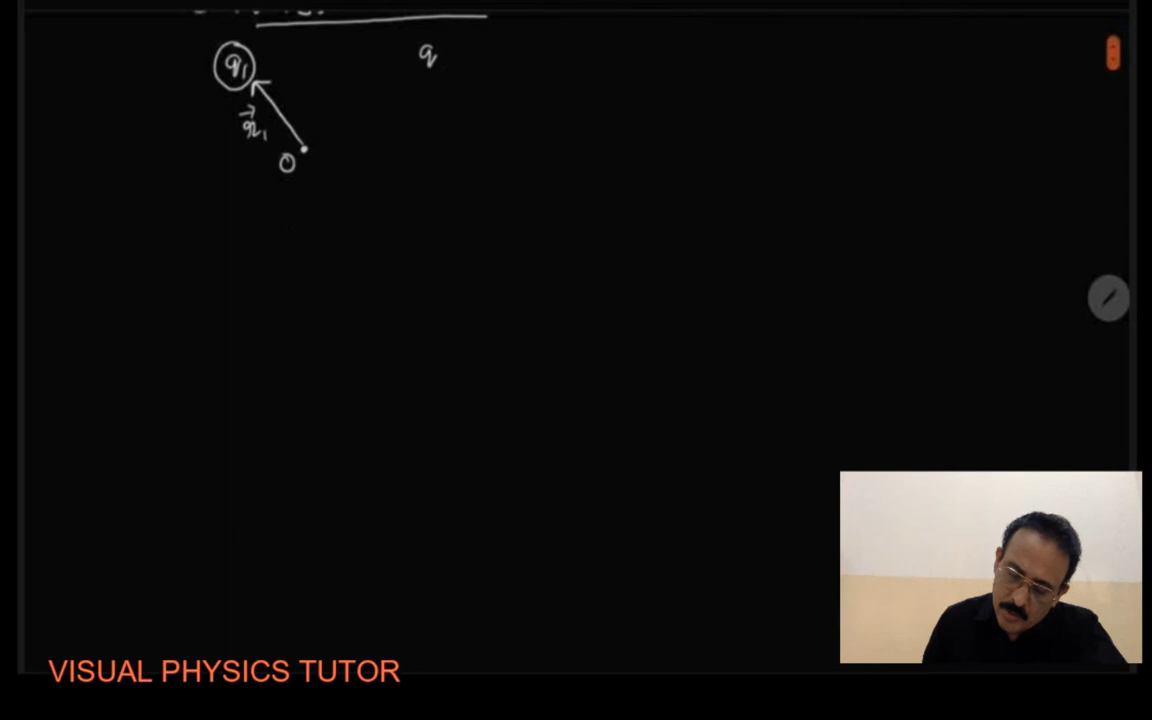 q₁ q
r⃗₁
O
VISUAL PHYSICS TUTOR